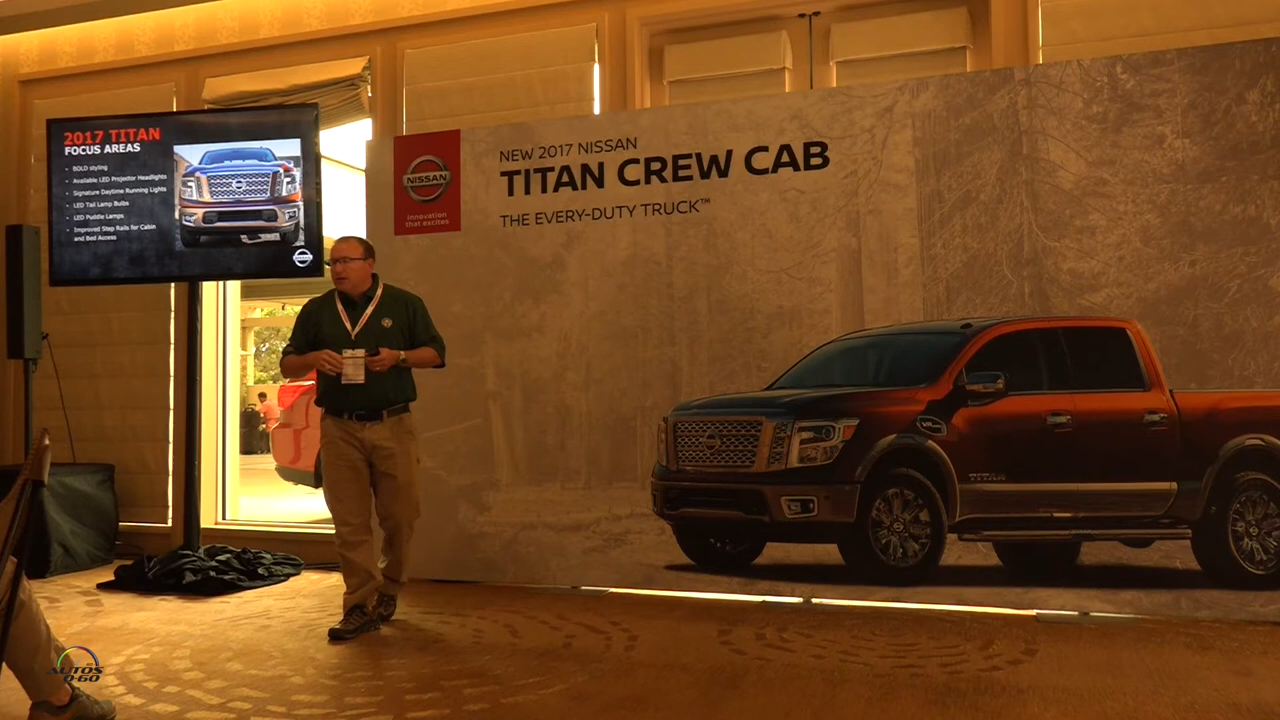 2017 TITAN
FOCUS AREAS
BOLD styling
Available LED Projector Headlights
Signature Daytime Running Lights
LED Tail Lamp Bulbs
LED Puddle Lamps
Improved Step Rails for Cabin
and Bed Access
NISSAN
Innovation
that excites
NEW 2017 NISSAN
TITAN CREW CAB
THE EVERY-DUTY TRUCK™
V8
TITAN
AUTOS
0-60